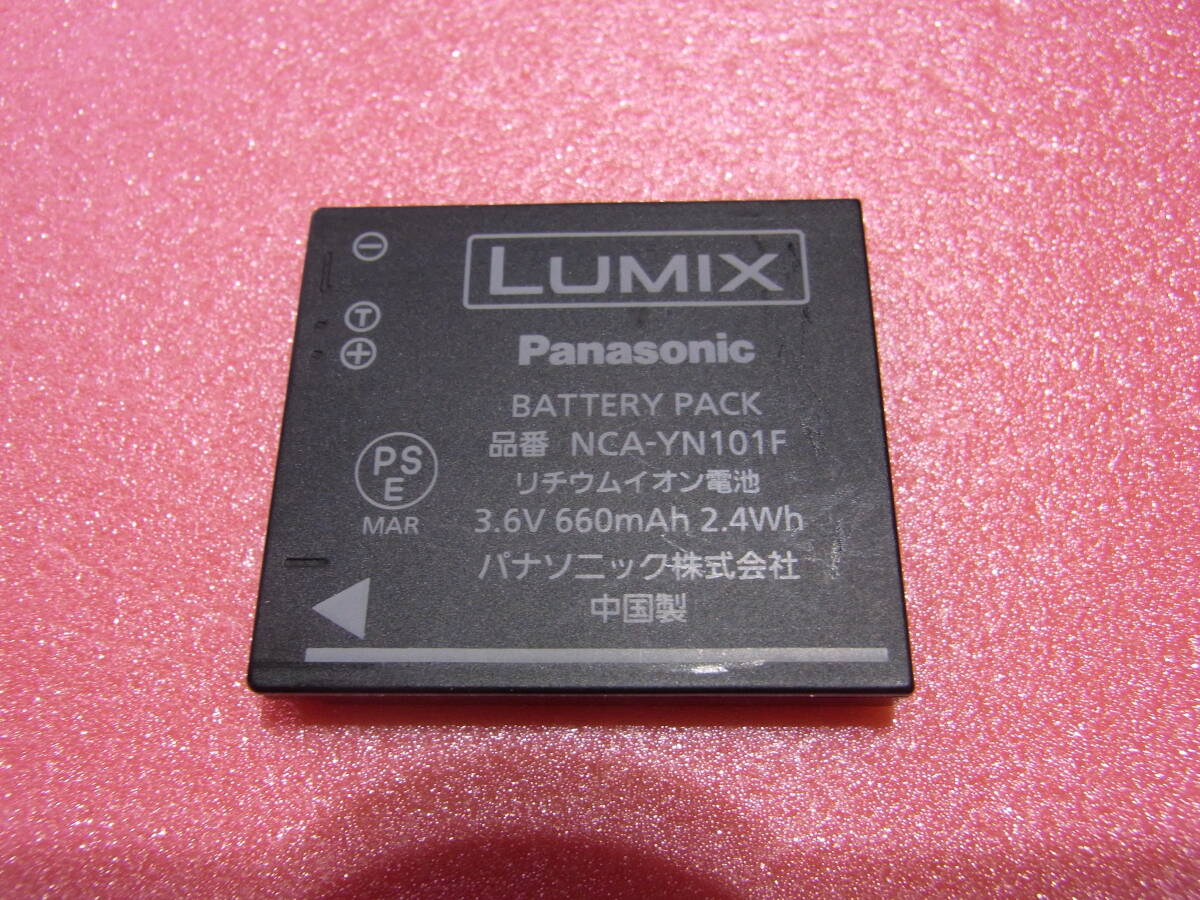 LUMIX
Panasonic
BATTERY PACK
品番 NCA-YN101F
リチウムイオン電池
3.6V 660mAh 2.4Wh
パナソニック株式会社
中国製
−
T
+
PS
E
MAR